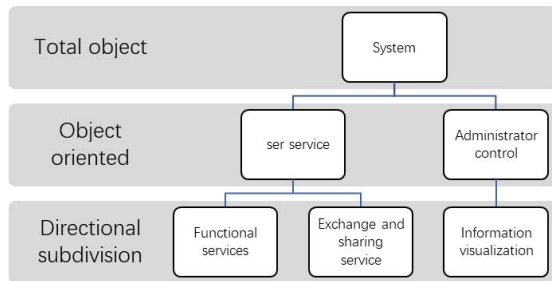 Total object
System
Object
oriented
ser service
Administrator
control
Directional
subdivision
Functional
services
Exchange and
sharing
service
Information
visualization